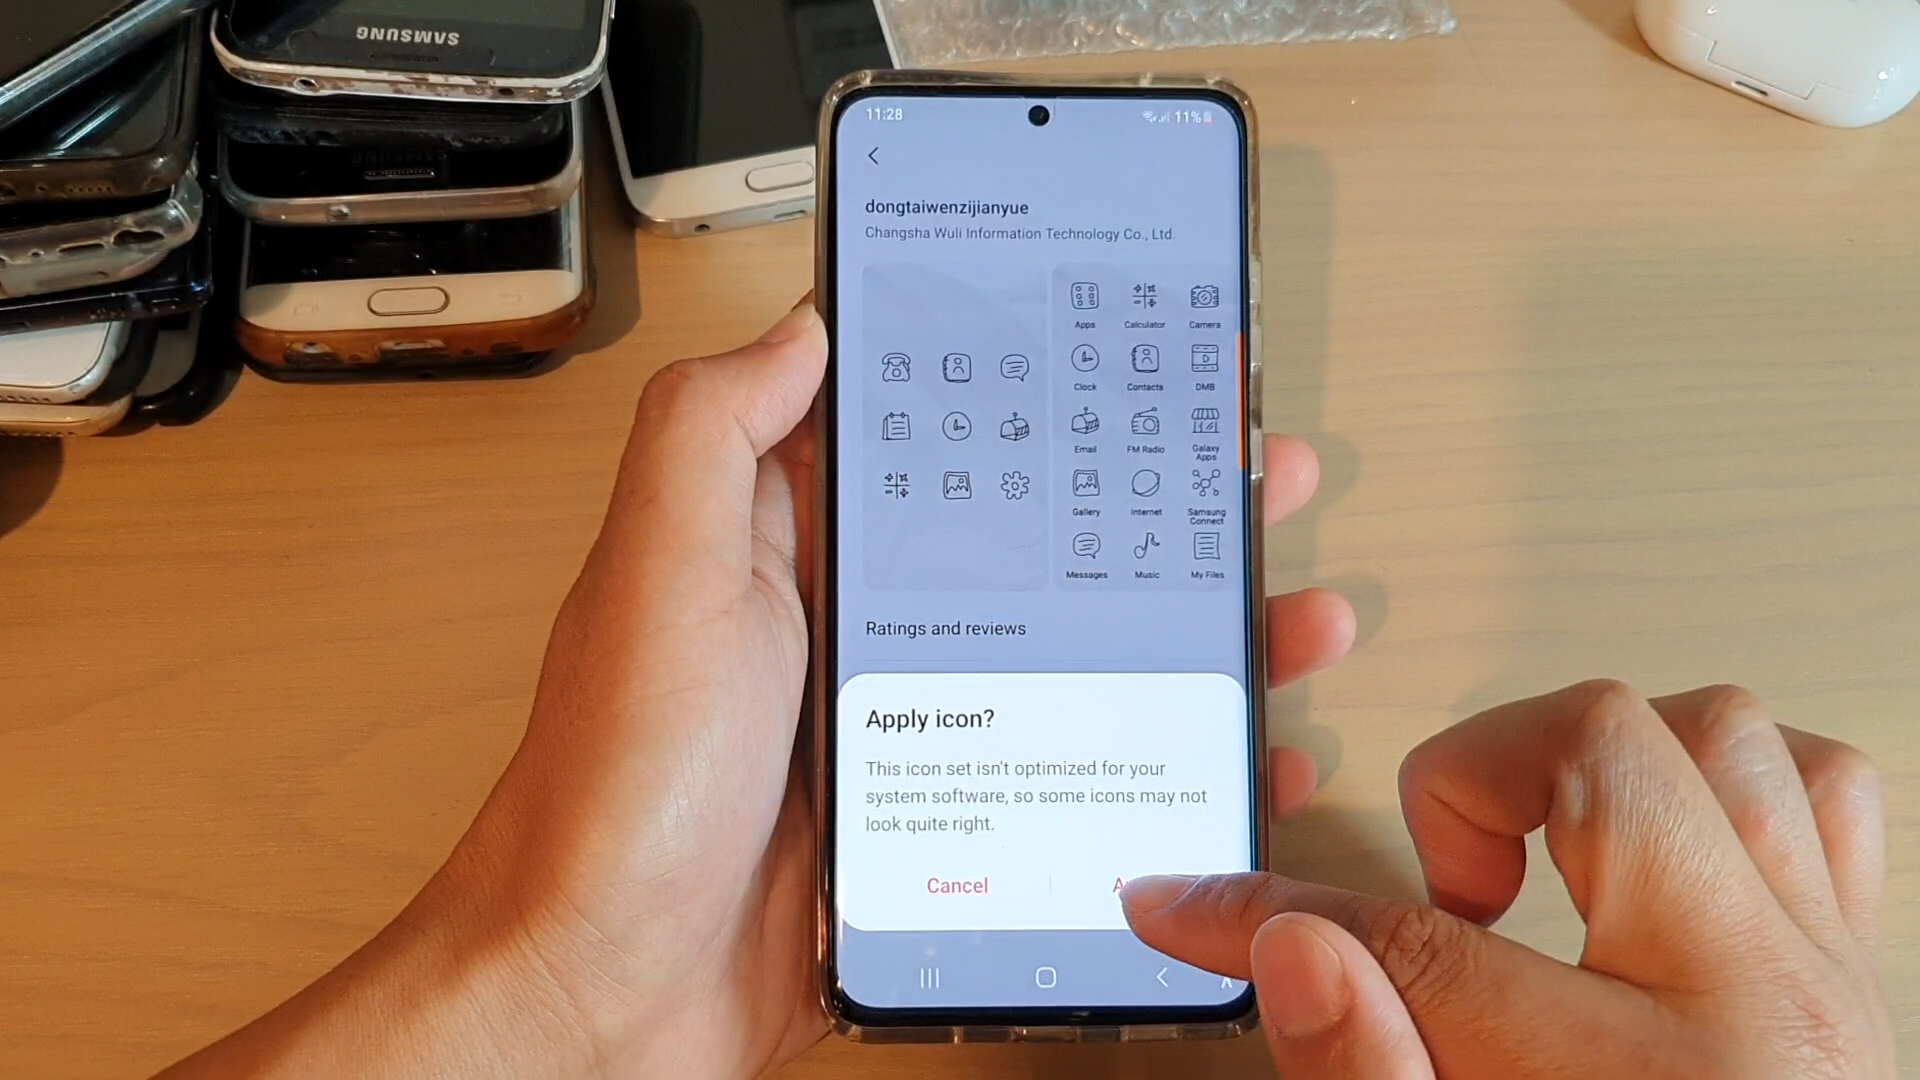 SAMSUNG
11:28
11%
dongtaiwenzijianyue
Changsha Wuli Information Technology Co., Ltd.
Apps Calculator Camera
Clock Contacts DMB
Email FM Radio Galaxy Apps
Gallery Internet Samsung Connect
Messages Music My Files
Ratings and reviews
Apply icon?
This icon set isn't optimized for your
system software, so some icons may not
look quite right.
Cancel